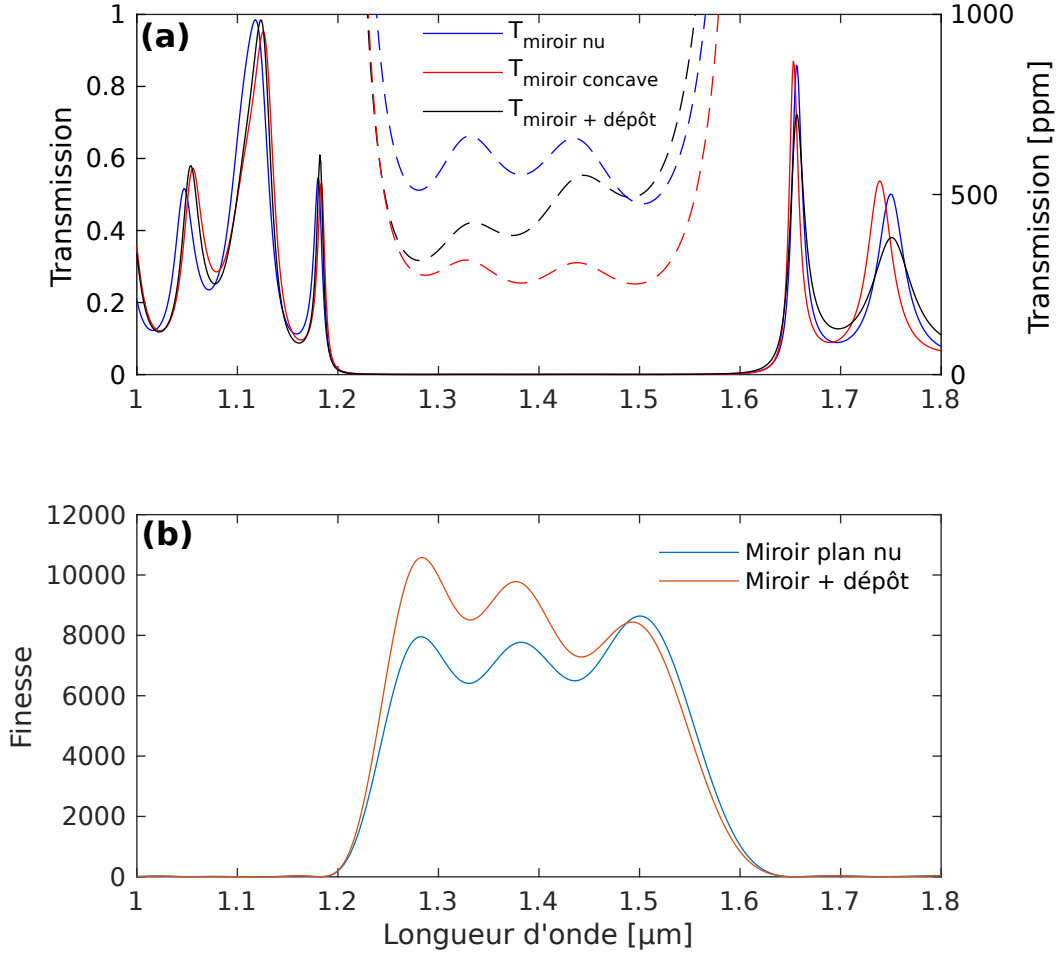 (a)
T miroir nu
T miroir concave
T miroir + dépôt
Transmission
1
0.8
0.6
0.4
0.2
0
Transmission [ppm]
1000
500
0
1 1.1 1.2 1.3 1.4 1.5 1.6 1.7 1.8
(b)
Miroir plan nu
Miroir + dépôt
Finesse
12000
10000
8000
6000
4000
2000
0
1 1.1 1.2 1.3 1.4 1.5 1.6 1.7 1.8
Longueur d'onde [µm]